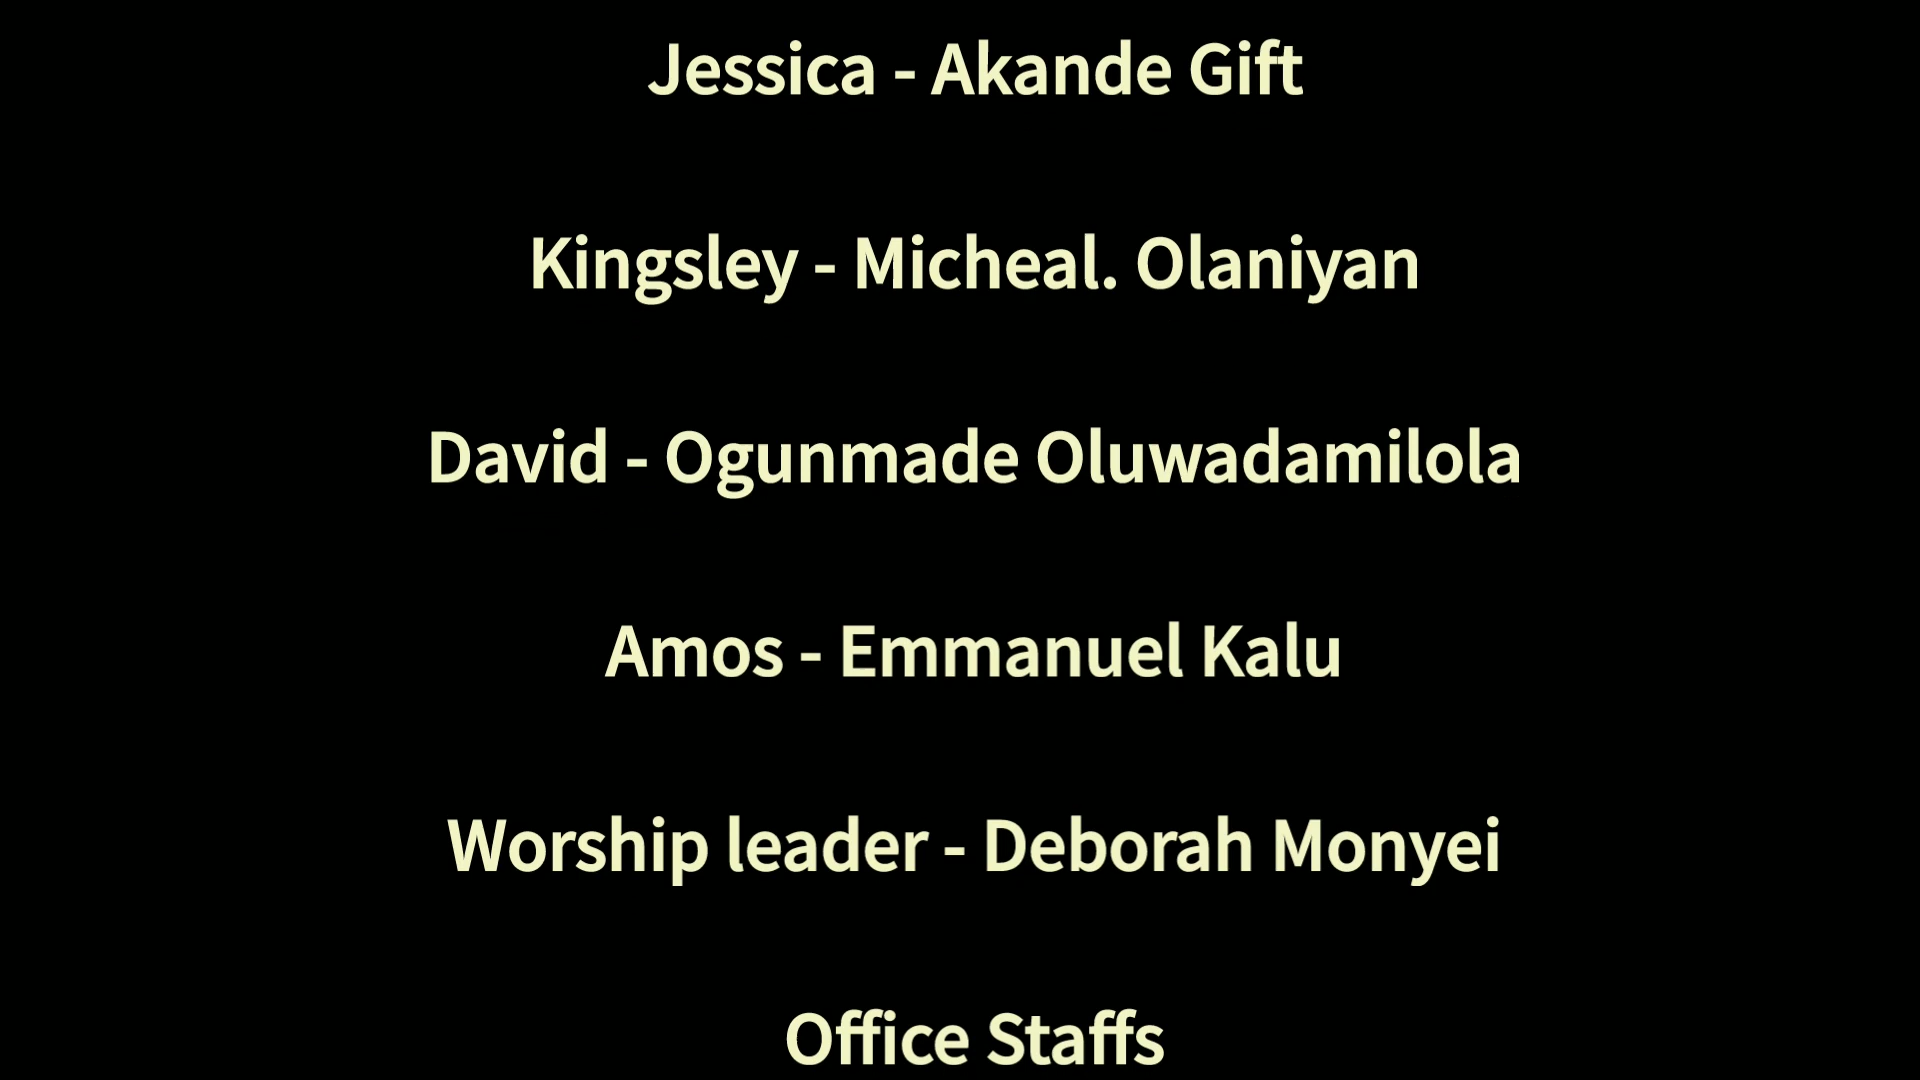 Jessica - Akande Gift
Kingsley - Micheal. Olaniyan
David - Ogunmade Oluwadamilola
Amos - Emmanuel Kalu
Worship leader - Deborah Monyei
Office Staffs